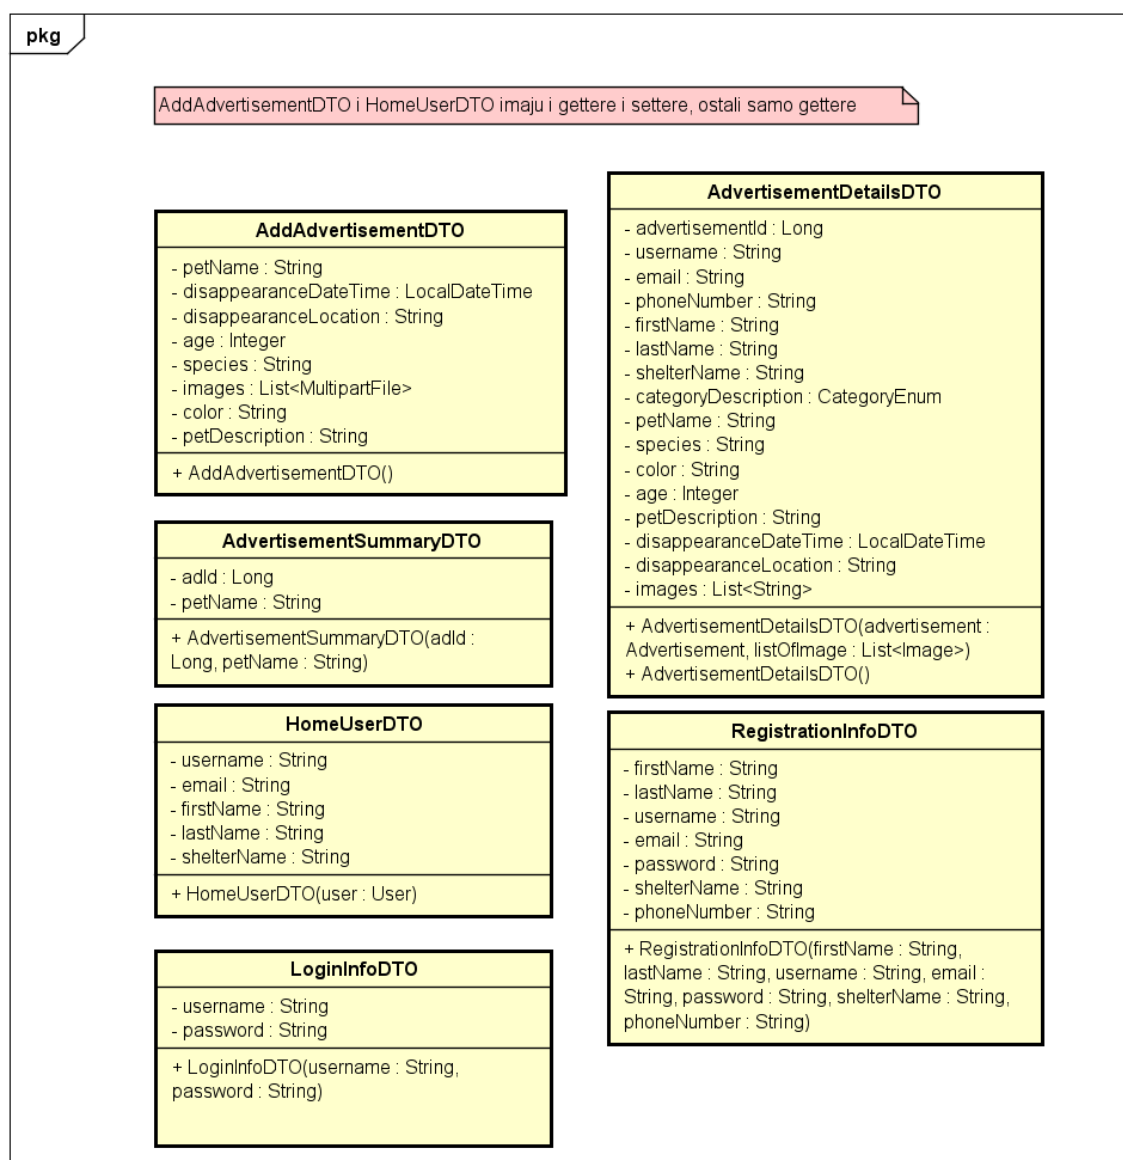 pkg
AddAdvertisementDTO i HomeUserDTO imaju i gettere i settere, ostali samo gettere
AddAdvertisementDTO
- petName : String
- disappearanceDateTime : LocalDateTime
- disappearanceLocation : String
- age : Integer
- species : String
- images : List<MultipartFile>
- color : String
- petDescription : String
+ AddAdvertisementDTO()
AdvertisementSummaryDTO
- adId : Long
- petName : String
+ AdvertisementSummaryDTO(adId :
Long, petName : String)
HomeUserDTO
- username : String
- email : String
- firstName : String
- lastName : String
- shelterName : String
+ HomeUserDTO(user : User)
LoginInfoDTO
- username : String
- password : String
+ LoginInfoDTO(username : String,
password : String)
AdvertisementDetailsDTO
- advertisementId : Long
- username : String
- email : String
- phoneNumber : String
- firstName : String
- lastName : String
- shelterName : String
- categoryDescription : CategoryEnum
- petName : String
- species : String
- color : String
- age : Integer
- petDescription : String
- disappearanceDateTime : LocalDateTime
- disappearanceLocation : String
- images : List<String>
+ AdvertisementDetailsDTO(advertisement :
Advertisement, listOfImage : List<Image>)
+ AdvertisementDetailsDTO()
RegistrationInfoDTO
- firstName : String
- lastName : String
- username : String
- email : String
- password : String
- shelterName : String
- phoneNumber : String
+ RegistrationInfoDTO(firstName : String,
lastName : String, username : String, email :
String, password : String, shelterName : String,
phoneNumber : String)